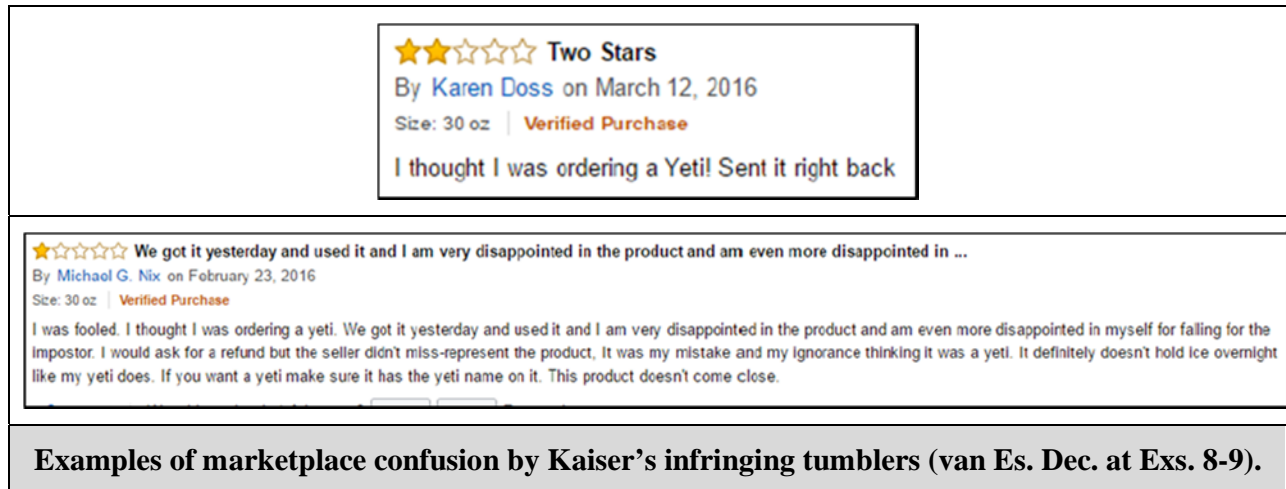 Two Stars
By Karen Doss on March 12, 2016
Size: 30 oz | Verified Purchase
I thought I was ordering a Yeti! Sent it right back
We got it yesterday and used it and I am very disappointed in the product and am even more disappointed in ...
By Michael G. Nix on February 23, 2016
Size: 30 oz | Verified Purchase
I was fooled. I thought I was ordering a yeti. We got it yesterday and used it and I am very disappointed in the product and am even more disappointed in myself for falling for the
impostor. I would ask for a refund but the seller didn't miss-represent the product, It was my mistake and my ignorance thinking it was a yeti. It definitely doesn't hold ice overnight
like my yeti does. If you want a yeti make sure it has the yeti name on it. This product doesn't come close.
Examples of marketplace confusion by Kaiser's infringing tumblers (van Es. Dec. at Exs. 8-9).